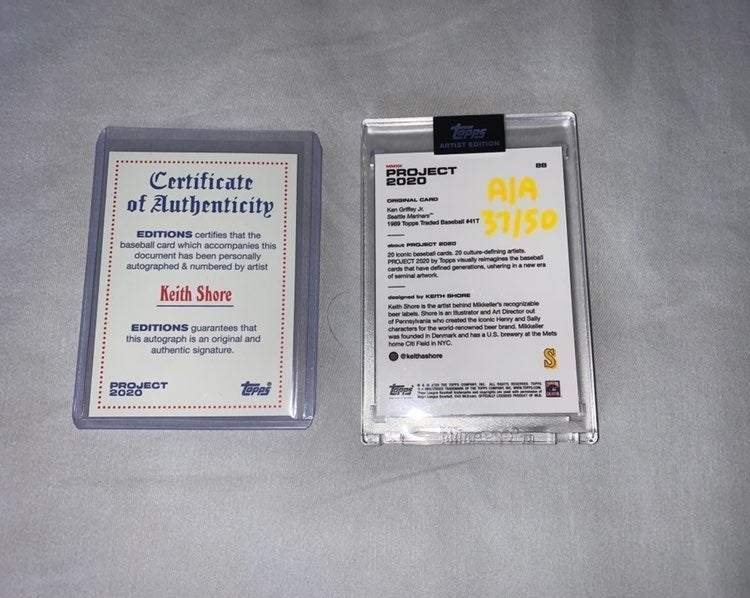 Certificate
of Authenticity
EDITIONS certifies that the
baseball card which accompanies this
document has been personally
autographed & numbered by artist
Keith Shore
EDITIONS guarantees that
this autograph is an original and
authentic signature.
PROJECT
2020
Topps
Topps
ARTIST EDITION
MMXX
PROJECT
2020
88
A/A
37/50
ORIGINAL CARD
Ken Griffey Jr.
Seattle Mariners™
1989 Topps Traded Baseball #41T
about PROJECT 2020
20 iconic baseball cards. 20 culture-defining artists.
PROJECT 2020 by Topps visually reimagines the baseball
cards that have defined generations, ushering in a new era
of seminal artwork.
designed by KEITH SHORE
Keith Shore is the artist behind Mikkeller's recognizable
beer labels. Shore is an Illustrator and Art Director out
of Pennsylvania who created the iconic Henry and Sally
characters for the world-renowned beer brand. Mikkeller
was founded in Denmark and has a U.S. brewery at the Mets
home Citi Field in NYC.
@keithashore
S
Topps